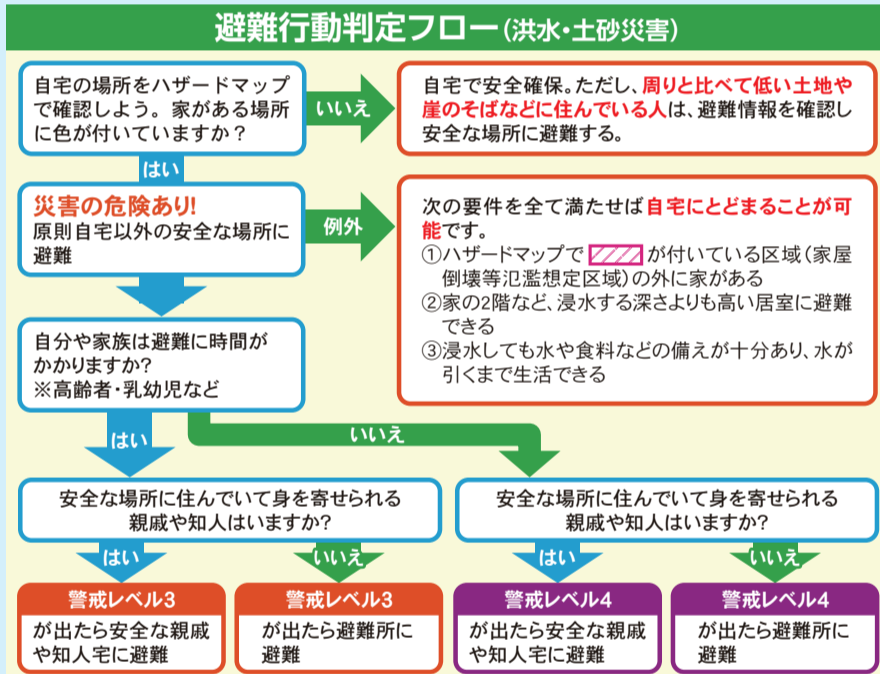 避難行動判定フロー(洪水・土砂災害)
自宅の場所をハザードマップ
で確認しよう。家がある場所
に色が付いていますか?
いいえ
自宅で安全確保。ただし、周りと比べて低い土地や
崖のそばなどに住んでいる人は、避難情報を確認し
安全な場所に避難する。
はい
災害の危険あり!
原則自宅以外の安全な場所に
避難
例外
次の要件を全て満たせば自宅にとどまることが可
能です。
①ハザードマップで が付いている区域(家屋
倒壊等氾濫想定区域)の外に家がある
②家の2階など、浸水する深さよりも高い居室に避難
できる
③浸水しても水や食料などの備えが十分あり、水が
引くまで生活できる
自分や家族は避難に時間が
かかりますか?
※高齢者・乳幼児など
はい
いいえ
安全な場所に住んでいて身を寄せられる
親戚や知人はいますか?
安全な場所に住んでいて身を寄せられる
親戚や知人はいますか?
はい
いいえ
はい
いいえ
警戒レベル3
が出たら安全な親戚
や知人宅に避難
警戒レベル3
が出たら避難所に
避難
警戒レベル4
が出たら安全な親戚
や知人宅に避難
警戒レベル4
が出たら避難所に
避難